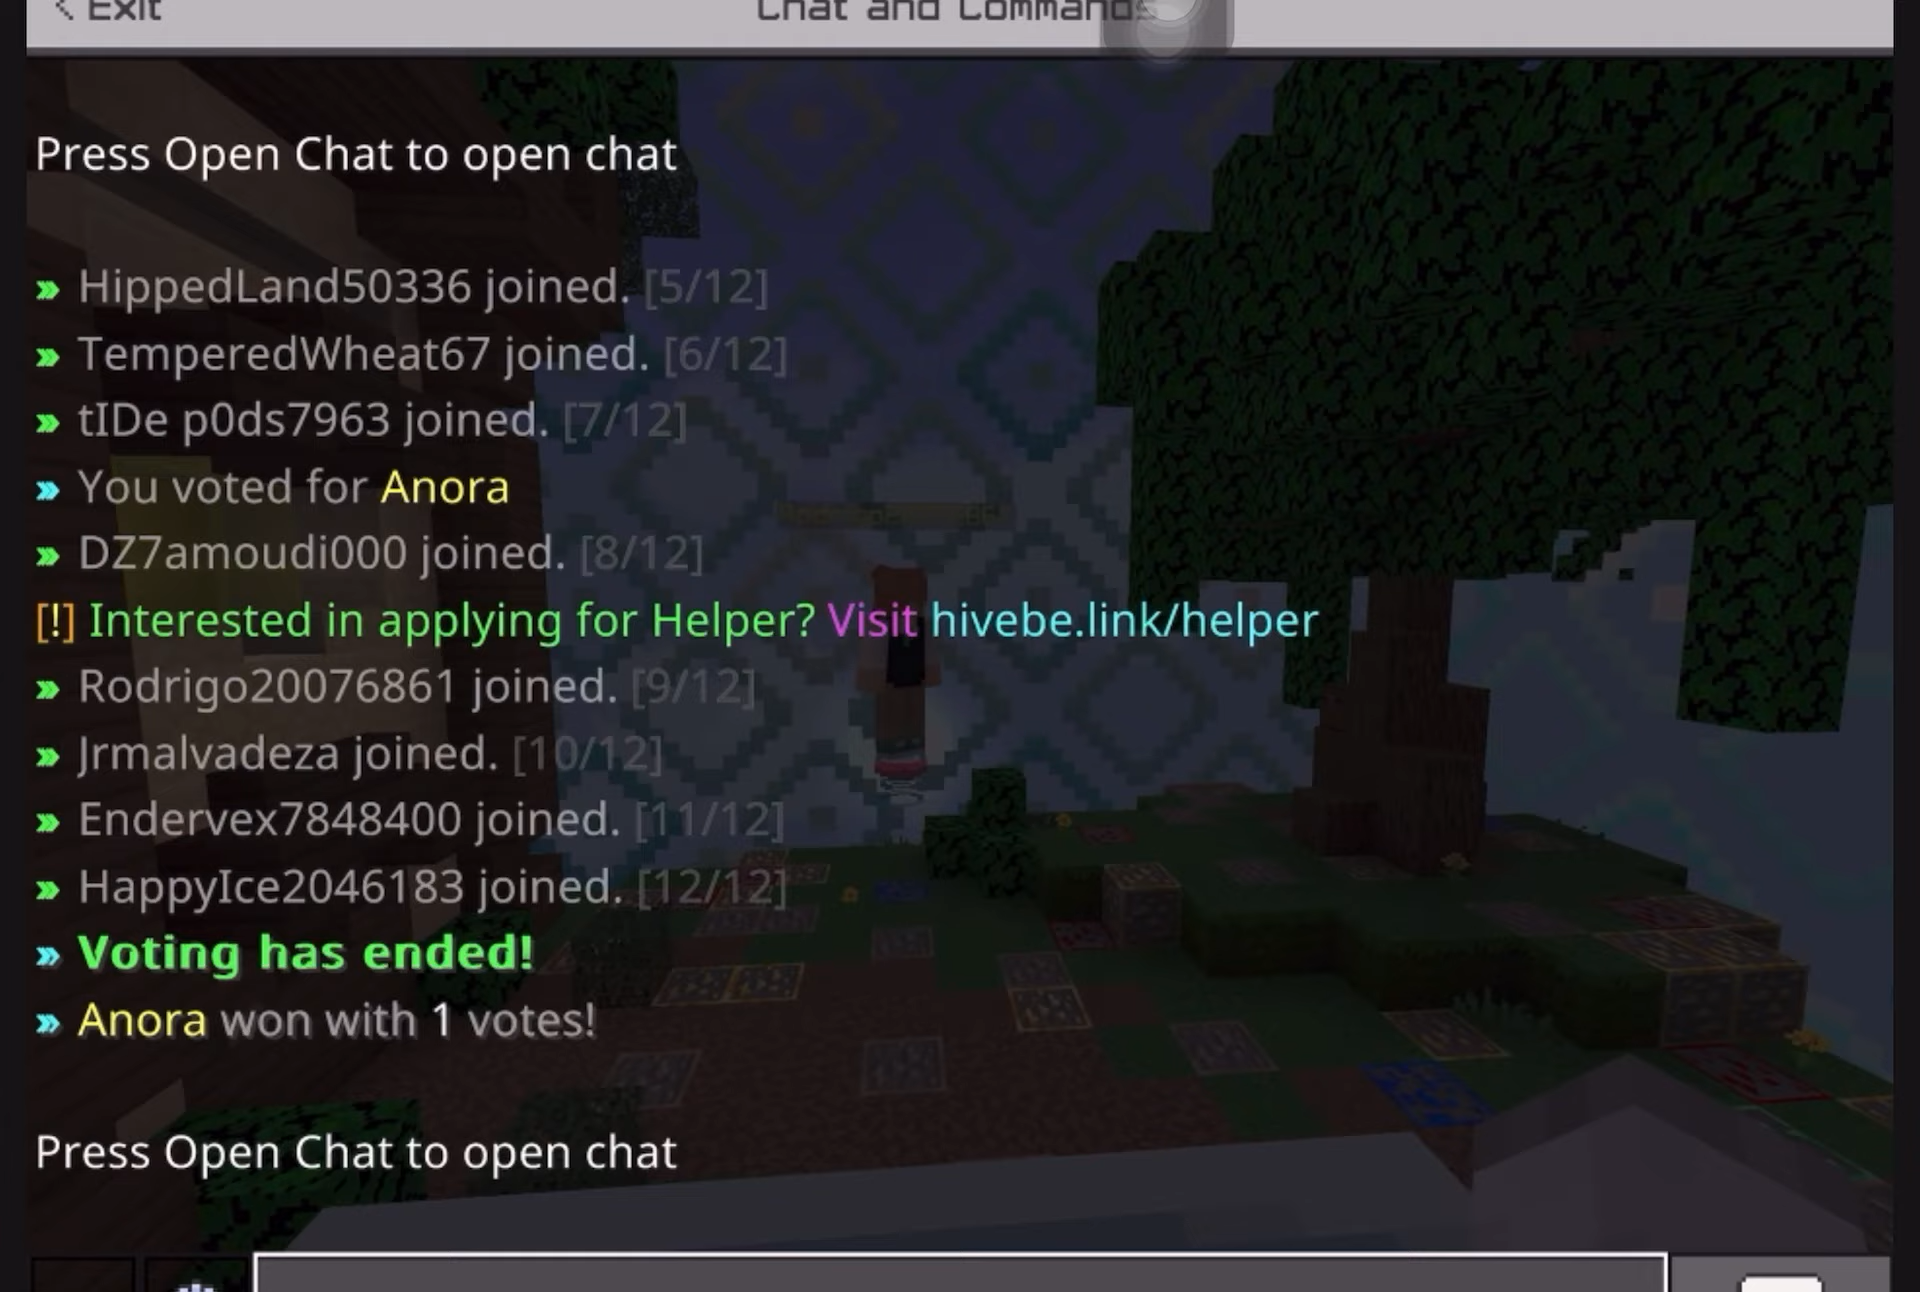 < Exit
Chat and Commands
Press Open Chat to open chat
» HippedLand50336 joined. [5/12]
» TemperedWheat67 joined. [6/12]
» tIDe p0ds7963 joined. [7/12]
» You voted for Anora
» DZ7amoudi000 joined. [8/12]
[!] Interested in applying for Helper? Visit hivebe.link/helper
» Rodrigo20076861 joined. [9/12]
» Jrmalvadeza joined. [10/12]
» Endervex7848400 joined. [11/12]
» HappyIce2046183 joined. [12/12]
» Voting has ended!
» Anora won with 1 votes!
Press Open Chat to open chat